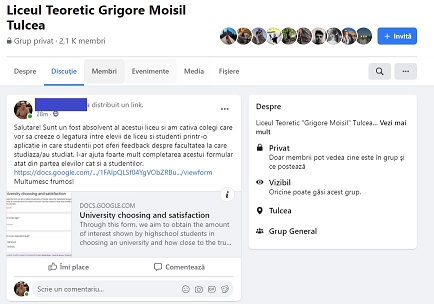 Liceul Teoretic Grigore Moisil
Tulcea
Grup privat · 2,1 K membri
+ Invită
Despre
Discuție
Membri
Evenimente
Media
Fișiere
a distribuit un link.
28m
Salutare! Sunt un fost absolvent al acestui liceu si am cativa colegi care
vor sa creeze o legatura intre elevii de liceu si studenti printr-o
aplicatie in care studentii pot oferi feedback despre facultatea la care
studiaza/au studiat. I-ar ajuta foarte mult completarea acestui formular
atat din partea elevilor cat si a studentilor.
https://docs.google.com/.../1FAIpQLSf04YgVObZRBu.../viewform
Multumesc frumos!
DOCS.GOOGLE.COM
University choosing and satisfaction
Through this form, we aim to obtain the
amount of interest shown by highschool students in
choosing an university and how close to the tru...
Îmi place
Comentează
Scrie un comentariu...
Despre
Liceul Teoretic "Grigore Moisil" Tulcea... Vezi mai
mult
Privat
Doar membri pot vedea cine este în grup și
ce postează
Vizibil
Oricine poate găsi acest grup.
Tulcea
Grup General